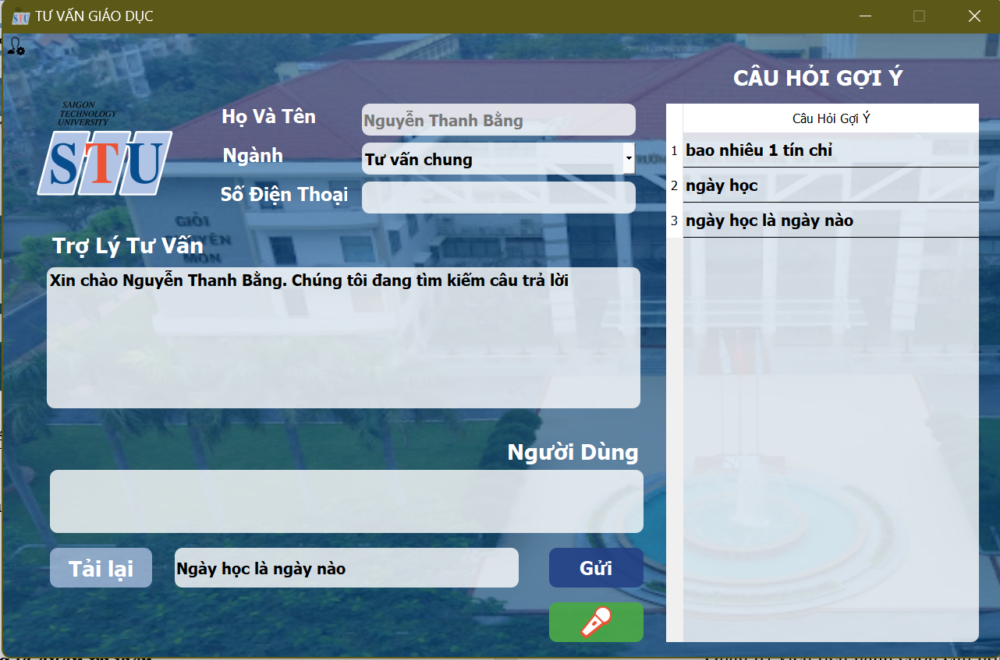 TƯ VẤN GIÁO DỤC
CÂU HỎI GỢI Ý
SAIGON
TECHNOLOGY
UNIVERSITY
STU
Họ Và Tên
Nguyễn Thanh Bằng
Ngành
Tư vấn chung
Số Điện Thoại
Câu Hỏi Gợi Ý
1 bao nhiêu 1 tín chỉ
2 ngày học
3 ngày học là ngày nào
GIỎI
CHUYÊN
MÔN
Trợ Lý Tư Vấn
Xin chào Nguyễn Thanh Bằng. Chúng tôi đang tìm kiếm câu trả lời
Người Dùng
Tải lại
Ngày học là ngày nào
Gửi